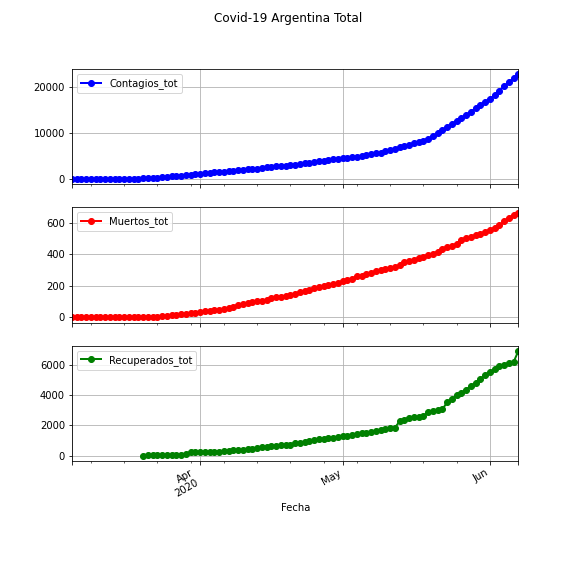 Covid-19 Argentina Total
Contagios_tot
20000
10000
0
Muertos_tot
600
400
200
0
Recuperados_tot
6000
4000
2000
0
Apr
2020
May
Jun
Fecha